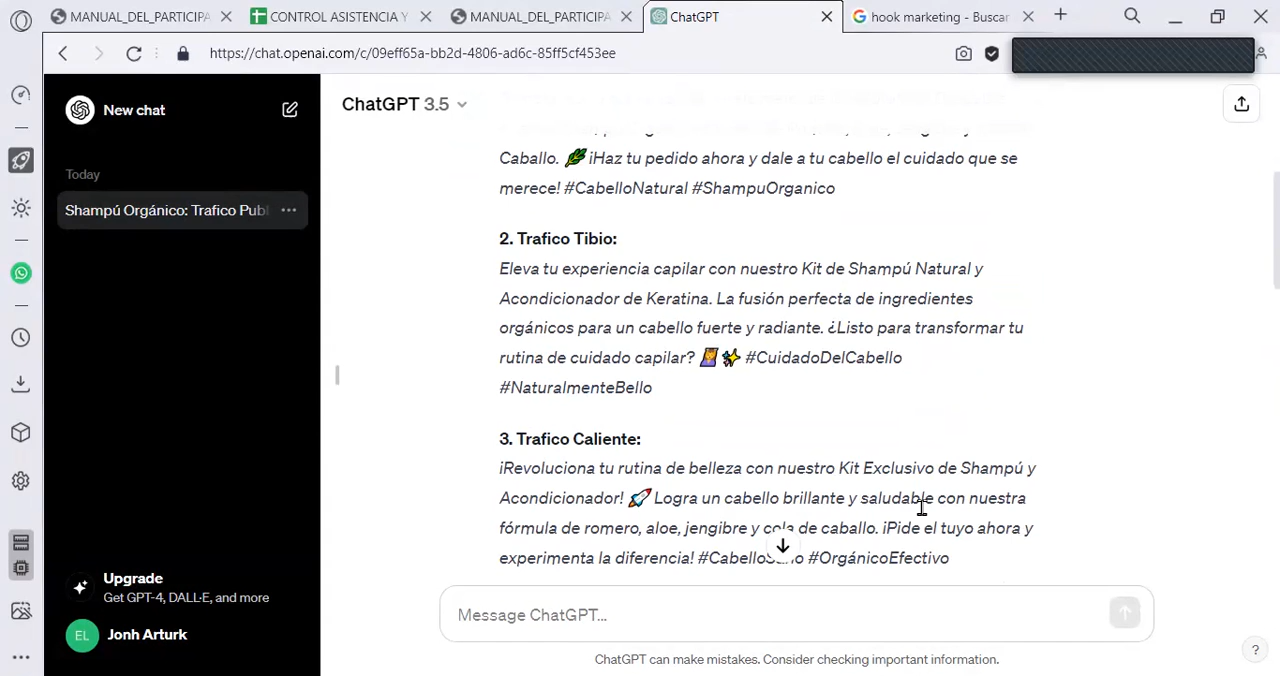 MANUAL_DEL_PARTICIPA
CONTROL ASISTENCIA Y
MANUAL_DEL_PARTICIPA
ChatGPT
hook marketing - Buscar
https://chat.openai.com/c/09eff65a-bb2d-4806-ad6c-85ff5cf453ee
New chat
Today
Shampú Orgánico: Trafico Publ
Upgrade
Get GPT-4, DALL·E, and more
EL
Jonh Arturk
ChatGPT 3.5
Caballo. 🌿 ¡Haz tu pedido ahora y dale a tu cabello el cuidado que se
merece! #CabelloNatural #ShampuOrganico
2. Trafico Tibio:
Eleva tu experiencia capilar con nuestro Kit de Shampú Natural y
Acondicionador de Keratina. La fusión perfecta de ingredientes
orgánicos para un cabello fuerte y radiante. ¿Listo para transformar tu
rutina de cuidado capilar? 💆✨ #CuidadoDelCabello
#NaturalmenteBello
3. Trafico Caliente:
¡Revoluciona tu rutina de belleza con nuestro Kit Exclusivo de Shampú y
Acondicionador! 🚀 Logra un cabello brillante y saludable con nuestra
fórmula de romero, aloe, jengibre y cola de caballo. ¡Pide el tuyo ahora y
experimenta la diferencia! #CabelloSano #OrgánicoEfectivo
Message ChatGPT...
ChatGPT can make mistakes. Consider checking important information.
?